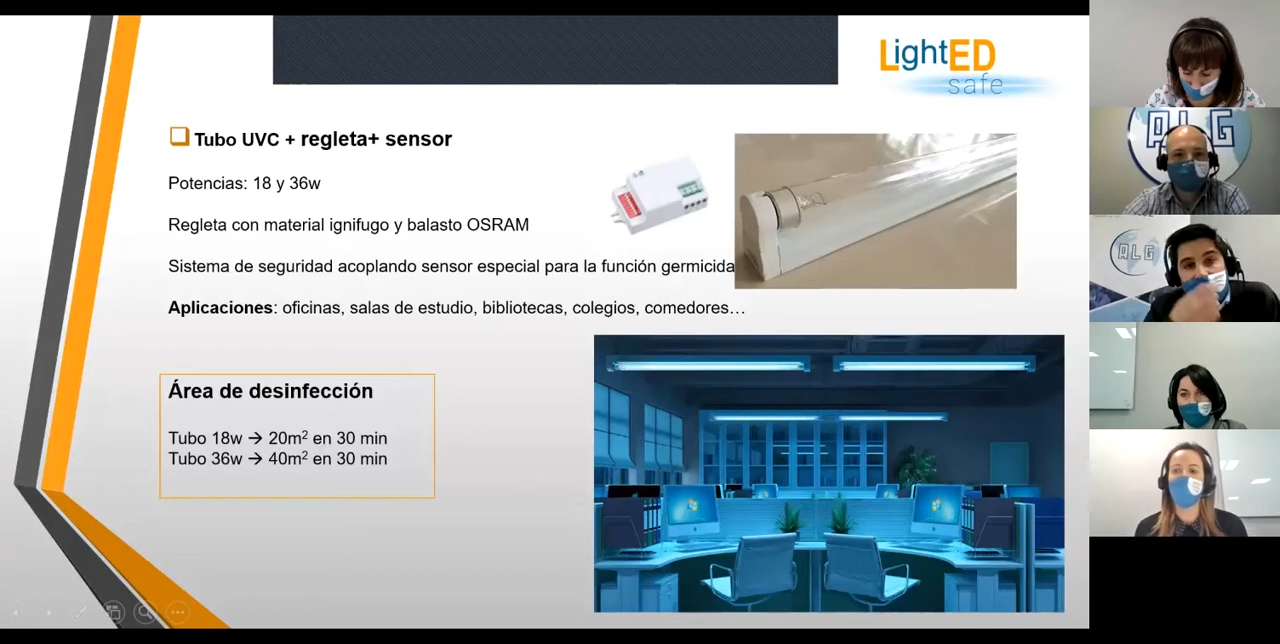 LightED
safe
Tubo UVC + regleta+ sensor
Potencias: 18 y 36w
Regleta con material ignifugo y balasto OSRAM
Sistema de seguridad acoplando sensor especial para la función germicida
Aplicaciones: oficinas, salas de estudio, bibliotecas, colegios, comedores…
Área de desinfección
Tubo 18w → 20m² en 30 min
Tubo 36w → 40m² en 30 min
ALG
ALG